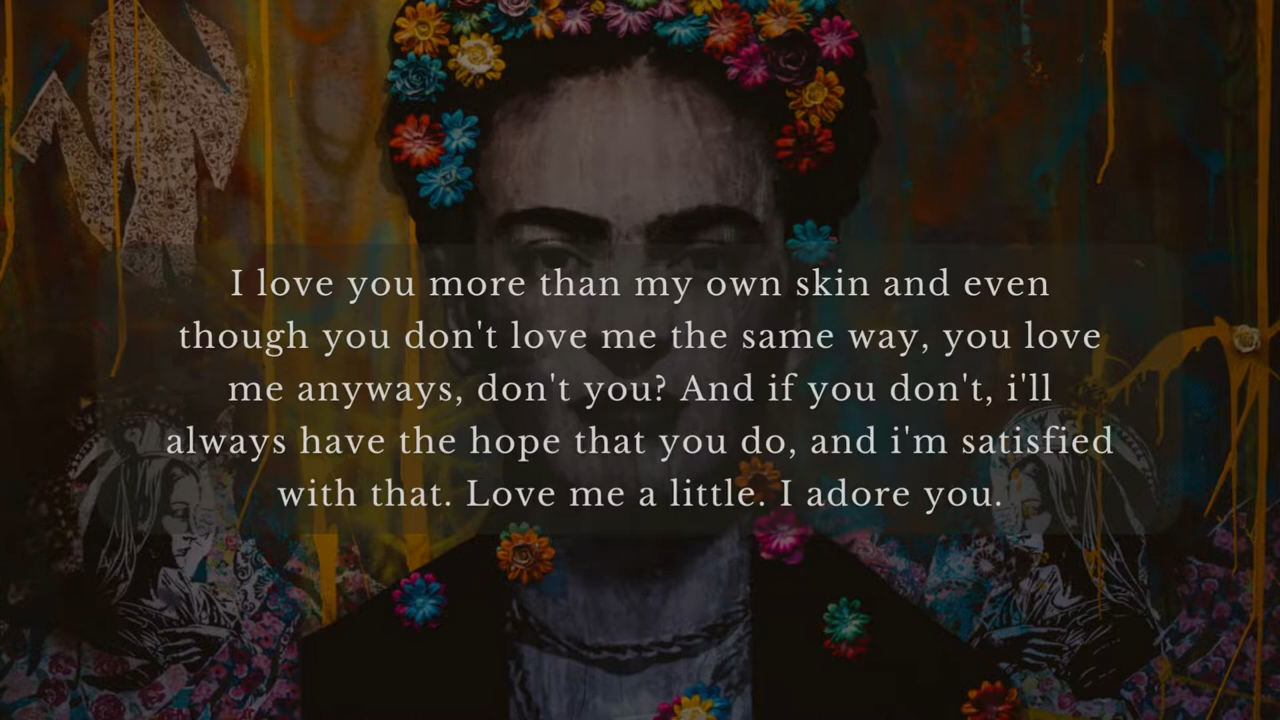 I love you more than my own skin and even
though you don't love me the same way, you love
me anyways, don't you? And if you don't, i'll
always have the hope that you do, and i'm satisfied
with that. Love me a little. I adore you.